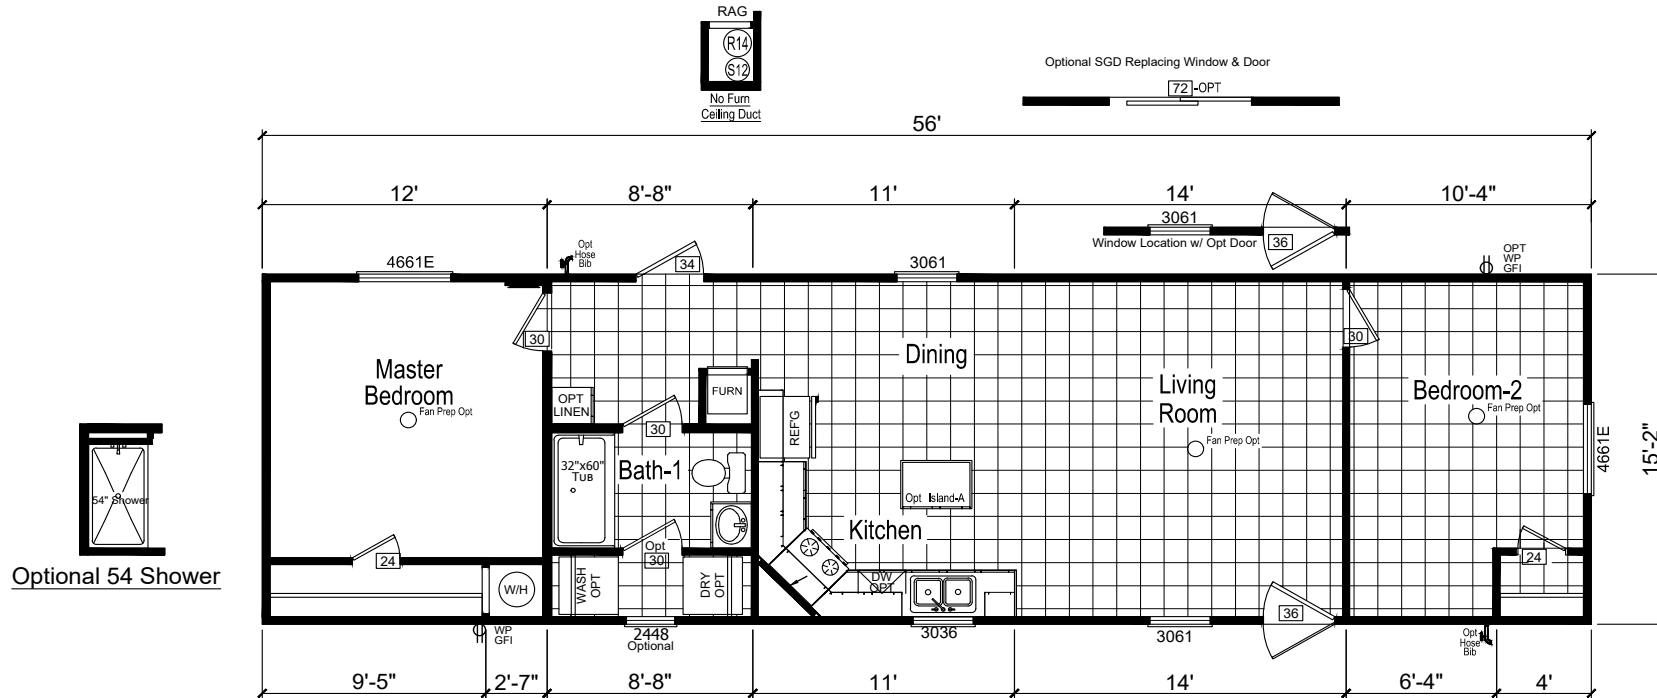 RAG
R14
S12
No Furn
Ceiling Duct
Optional SGD Replacing Window & Door
72 -OPT
56'
12'
8'-8"
11'
14'
10'-4"
3061
36
Window Location w/ Opt Door
Opt
Hose
Bib
OPT
WP
GFI
4661E
34
3061
30
30
Master
Bedroom
Fan Prep Opt
Dining
Living
Room
Fan Prep Opt
Bedroom-2
Fan Prep Opt
4661E
15'-2"
OPT
LINEN
FURN
30
REF'G
32"x60"
TUB
Bath-1
Opt Island-A
Kitchen
54" Shower
Optional 54 Shower
24
W/H
Opt
30
WASH
OPT
DRY
OPT
DW
OPT
24
36
WP
GFI
2448
Optional
3036
3061
Opt
Hose
Bib
9'-5"
2'-7"
8'-8"
11'
14'
6'-4"
4'